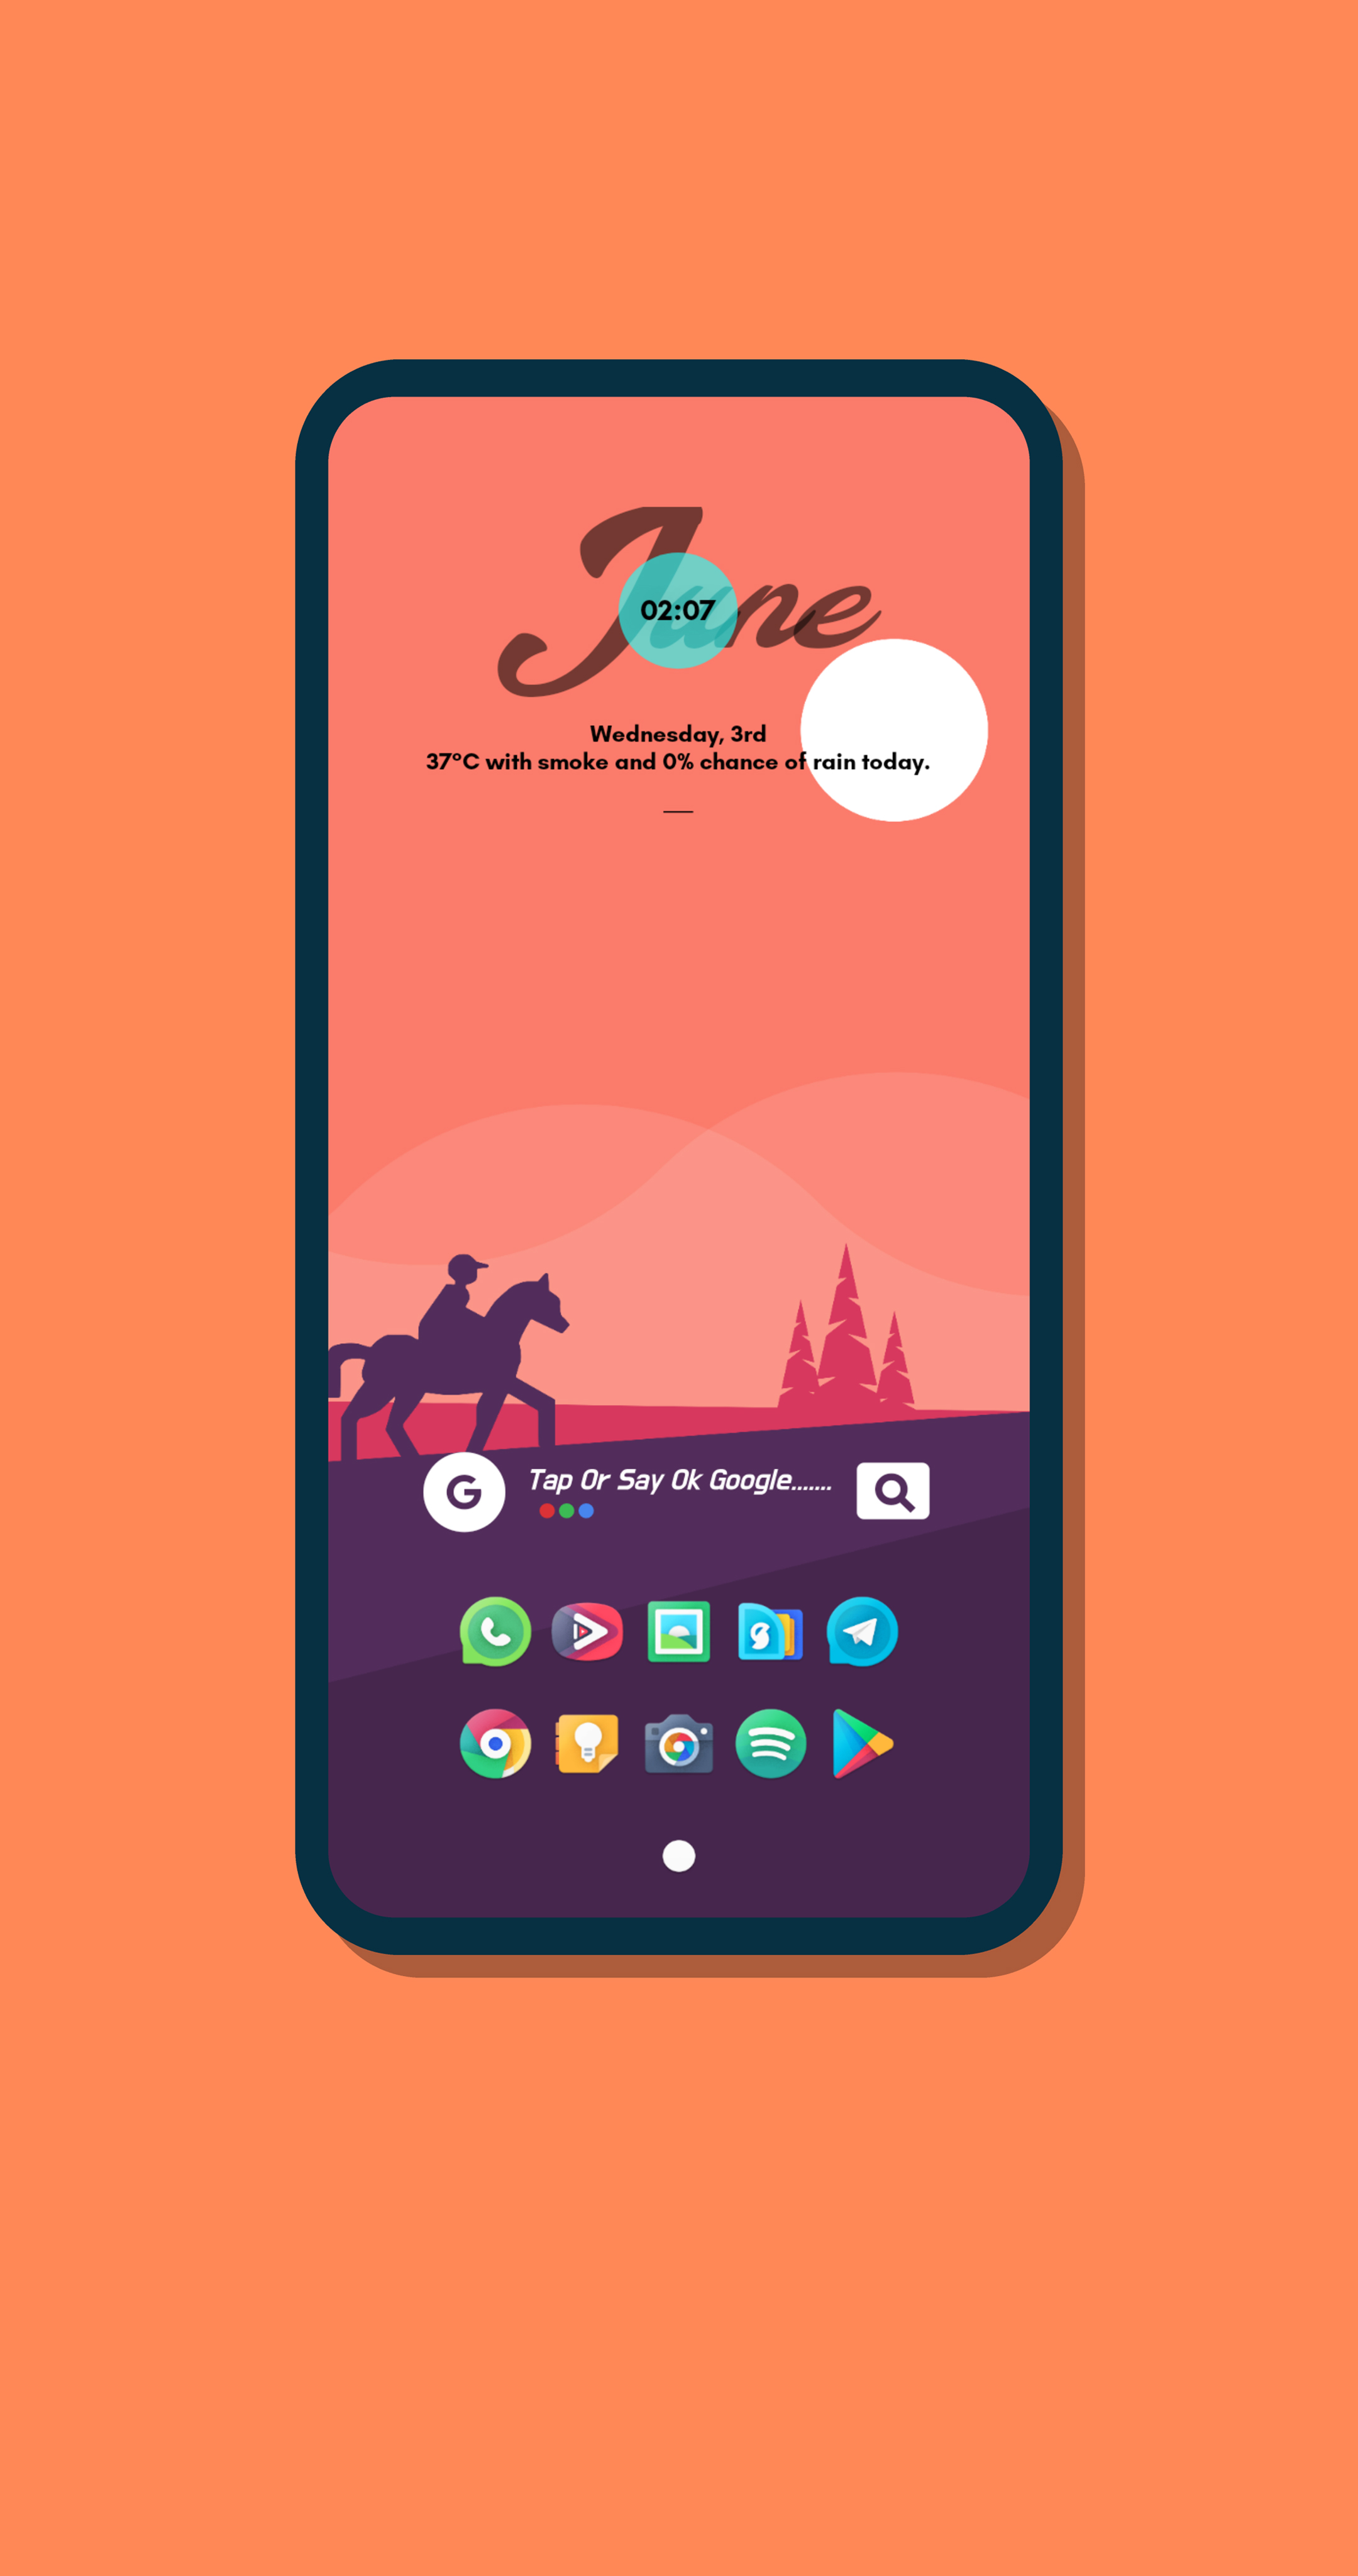 June
02:07
Wednesday, 3rd
37°C with smoke and 0% chance of rain today.
G
Tap Or Say Ok Google.......